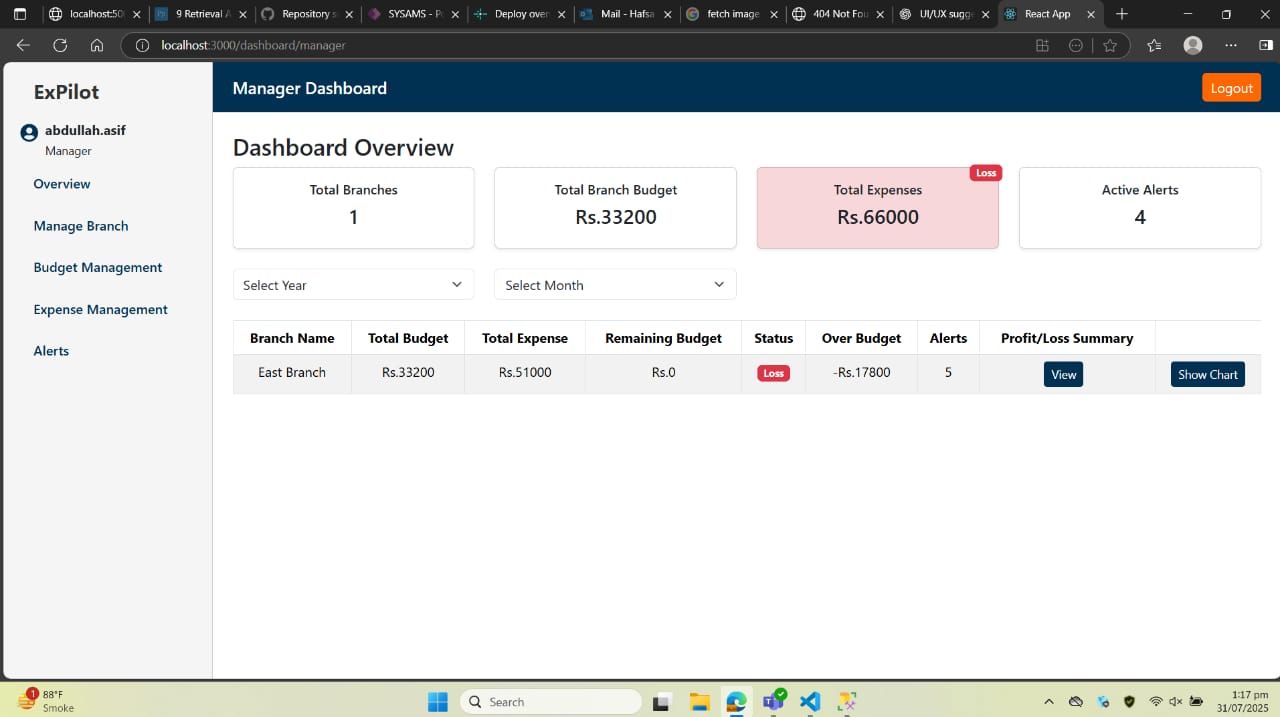 localhost:500
9 Retrieval A
Repository s
SYSAMS - Po
Deploy over
Mail - Hafsa
fetch image
404 Not Fou
UI/UX sugge
React App
localhost:3000/dashboard/manager
ExPilot
abdullah.asif
Manager
Overview
Manage Branch
Budget Management
Expense Management
Alerts
Manager Dashboard
Logout
Dashboard Overview
Total Branches
1
Total Branch Budget
Rs.33200
Loss
Total Expenses
Rs.66000
Active Alerts
4
Select Year
Select Month
Branch Name Total Budget Total Expense Remaining Budget Status Over Budget Alerts Profit/Loss Summary
East Branch Rs.33200 Rs.51000 Rs.0 Loss -Rs.17800 5 View Show Chart
1
88°F
Smoke
Search
1:17 pm
31/07/2025